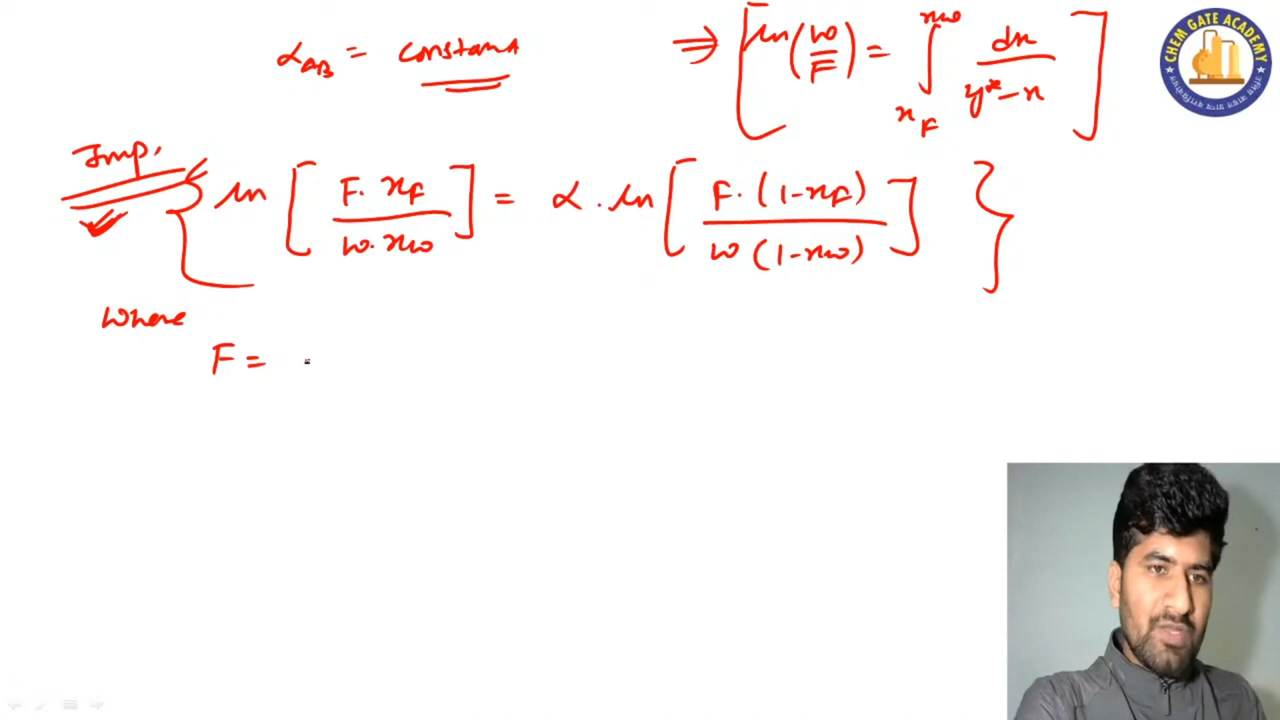 α_AB = constant ⇒ [ln(W/F) = ∫_{x_F}^{x_W} dx/(y*-x)]
CHEM GATE ACADEMY
Imp.
ln [F·x_F / W·x_W] = α·ln [F·(1-x_F) / W(1-x_W)]
Where
F =